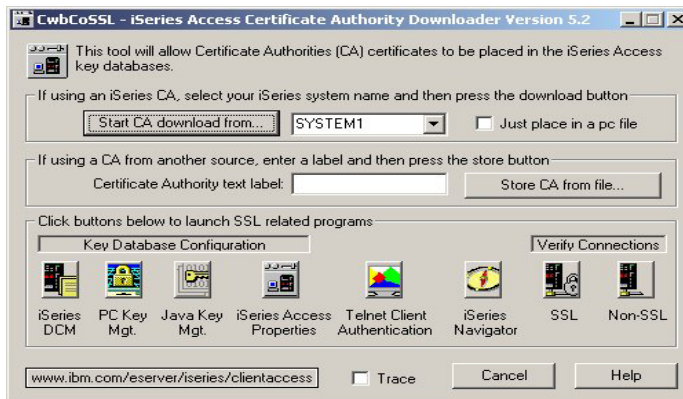 CwbCoSSL - iSeries Access Certificate Authority Downloader Version 5.2
This tool will allow Certificate Authorities (CA) certificates to be placed in the iSeries Access
key databases.
If using an iSeries CA, select your iSeries system name and then press the download button
Start CA download from... SYSTEM1 Just place in a pc file
If using a CA from another source, enter a label and then press the store button
Certificate Authority text label: Store CA from file...
Click buttons below to launch SSL related programs
Key Database Configuration Verify Connections
iSeries DCM PC Key Mgt. Java Key Mgt. iSeries Access Properties Telnet Client Authentication iSeries Navigator SSL Non-SSL
www.ibm.com/eserver/iseries/clientaccess Trace Cancel Help